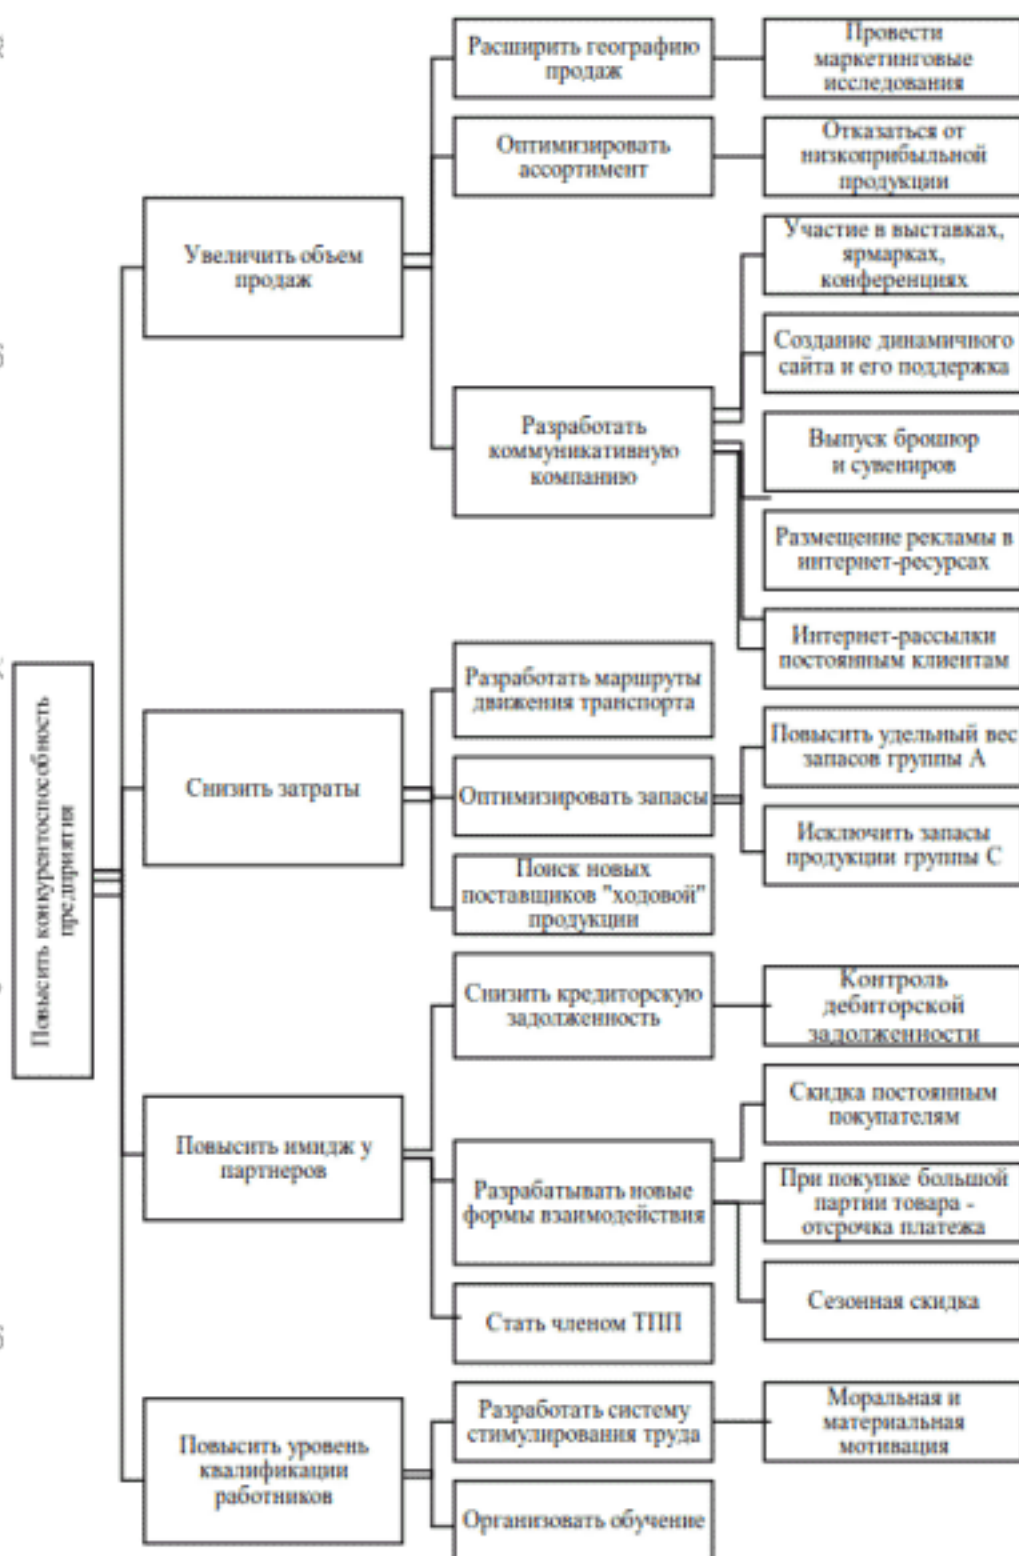 Повысить конкурентоспособность
предприятия
Увеличить объем
продаж
Расширить географию
продаж
Провести
маркетинговые
исследования
Оптимизировать
ассортимент
Отказаться от
низкоприбыльной
продукции
Разработать
коммуникативную
компанию
Участие в выставках,
ярмарках,
конференциях
Создание динамичного
сайта и его поддержка
Выпуск брошюр
и сувениров
Размещение рекламы в
интернет-ресурсах
Интернет-рассылки
постоянным клиентам
Снизить затраты
Разработать маршруты
движения транспорта
Оптимизировать запасы
Повысить удельный вес
запасов группы А
Исключить запасы
продукции группы С
Поиск новых
поставщиков "ходовой"
продукции
Повысить имидж у
партнеров
Снизить кредиторскую
задолженность
Контроль
дебиторской
задолженности
Разрабатывать новые
формы взаимодействия
Скидка постоянным
покупателям
При покупке большой
партии товара -
отсрочка платежа
Сезонная скидка
Стать членом ТПП
Повысить уровень
квалификации
работников
Разработать систему
стимулирования труда
Моральная и
материальная
мотивация
Организовать обучение